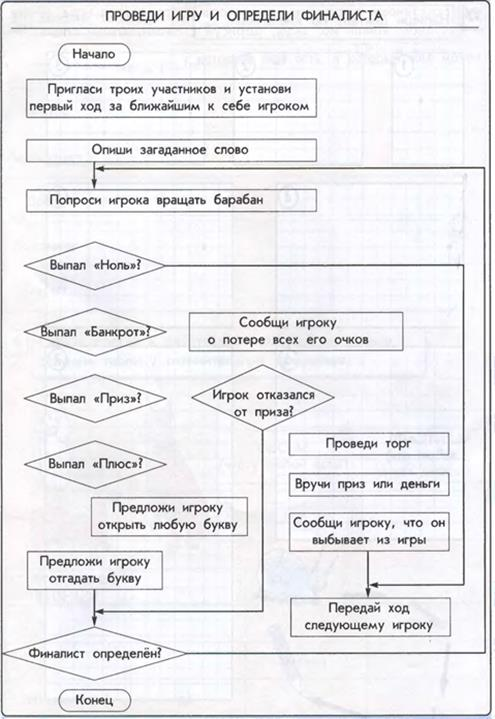 ПРОВЕДИ ИГРУ И ОПРЕДЕЛИ ФИНАЛИСТА
Начало
Пригласи троих участников и установи
первый ход за ближайшим к себе игроком
Опиши загаданное слово
Попроси игрока вращать барабан
Выпал «Ноль»?
Выпал «Банкрот»?
Сообщи игроку
о потере всех его очков
Выпал «Приз»?
Игрок отказался
от приза?
Выпал «Плюс»?
Проведи торг
Вручи приз или деньги
Предложи игроку
открыть любую букву
Сообщи игроку, что он
выбывает из игры
Предложи игроку
отгадать букву
Передай ход
следующему игроку
Финалист определён?
Конец